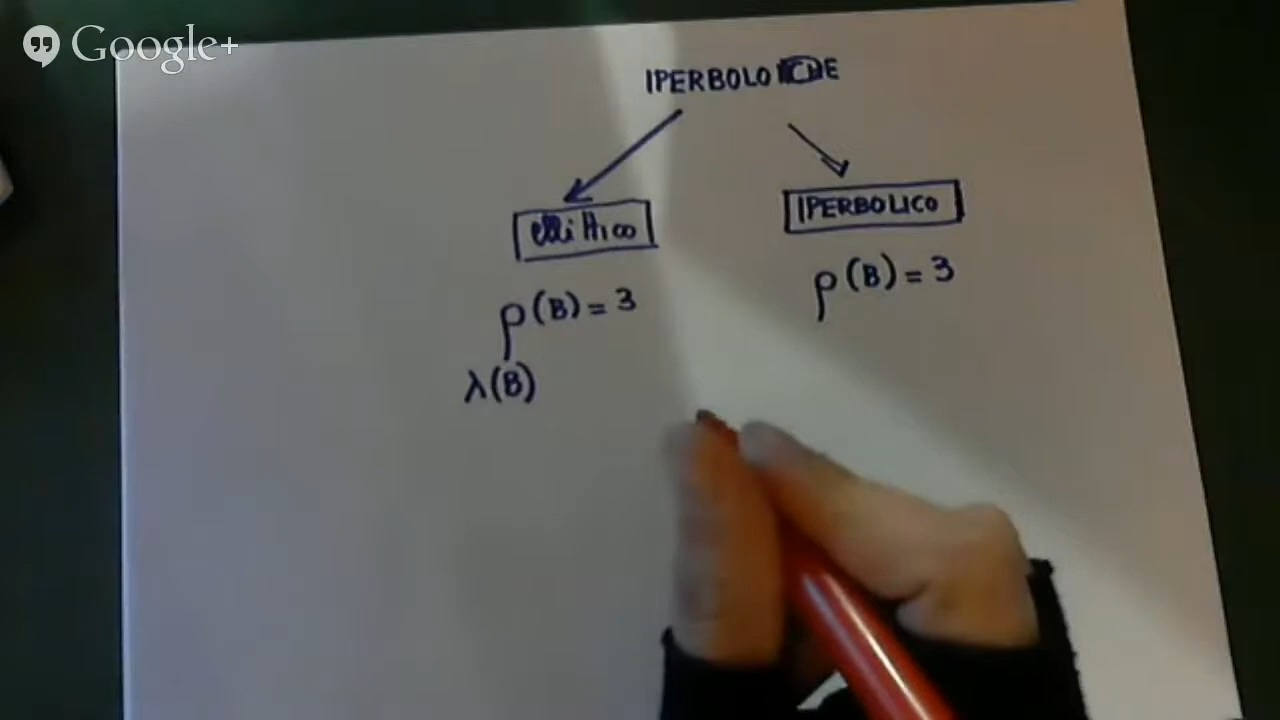 Google+
IPERBOLOIDE
ellittico
IPERBOLICO
ρ(B) = 3
ρ(B) = 3
λ(B)